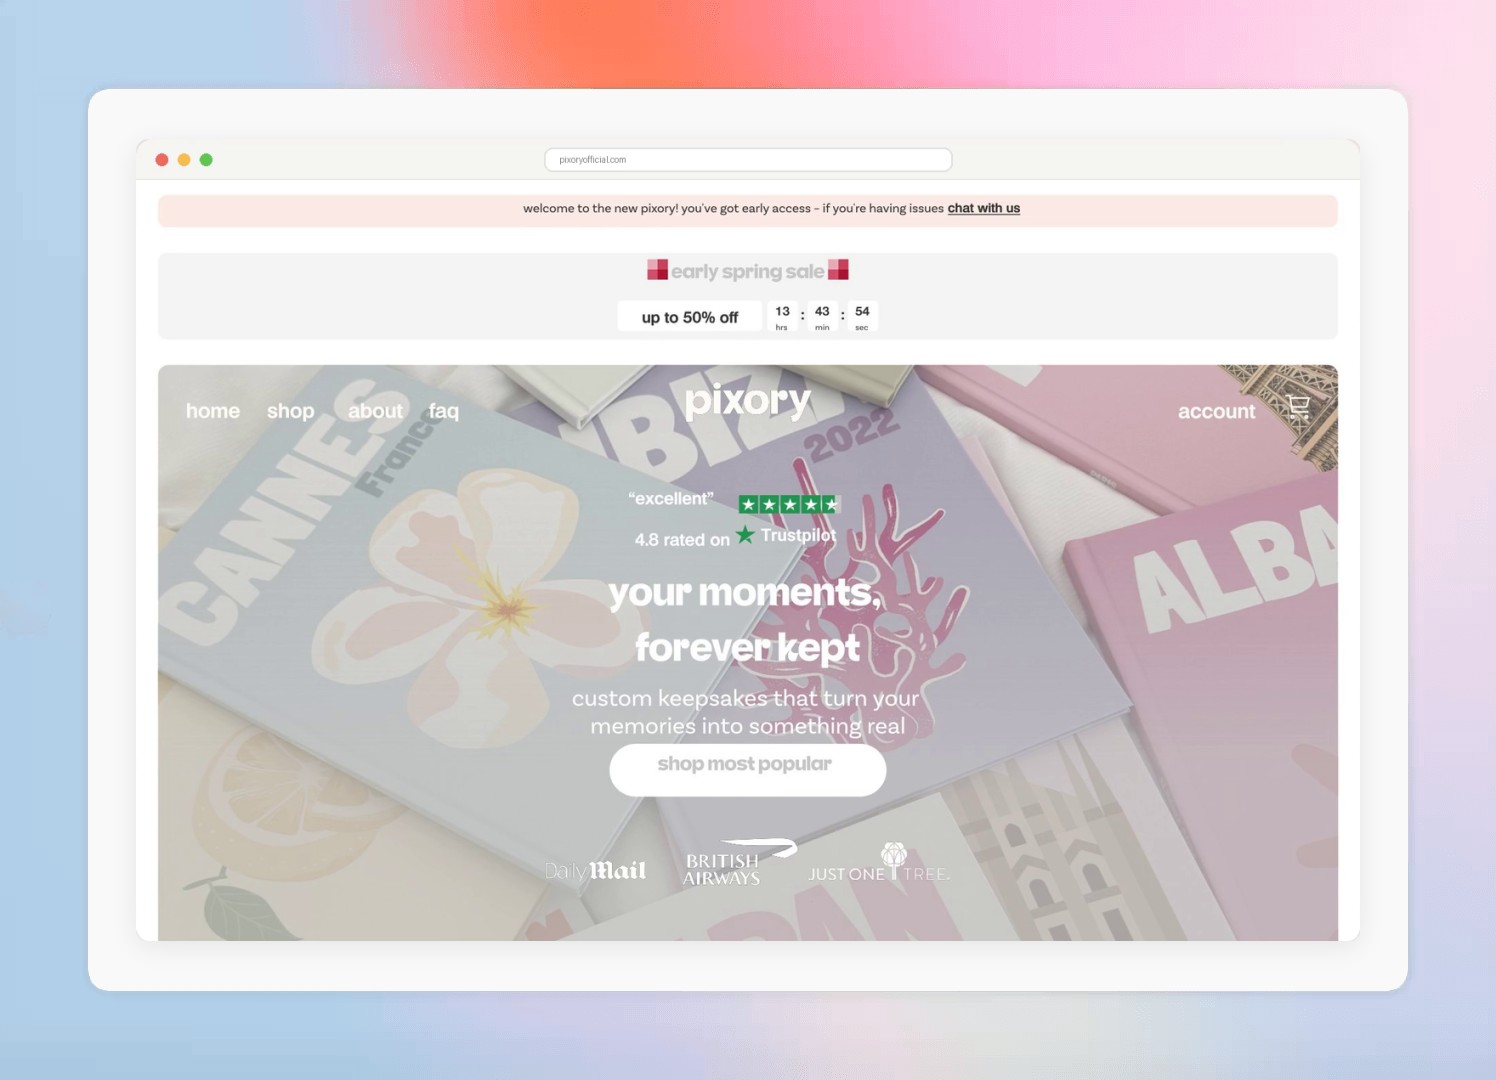 pixoryofficial.com
welcome to the new pixory! you've got early access – if you're having issues chat with us
early spring sale
up to 50% off
13 : 43 : 54
hrs min sec
home shop about faq
pixory
account
CANNES
France
IBIZ
2022
ALBA
“excellent”
4.8 rated on Trustpilot
your moments,
forever kept
custom keepsakes that turn your
memories into something real
shop most popular
Daily Mail
BRITISH
AIRWAYS
JUST ONE TREE.